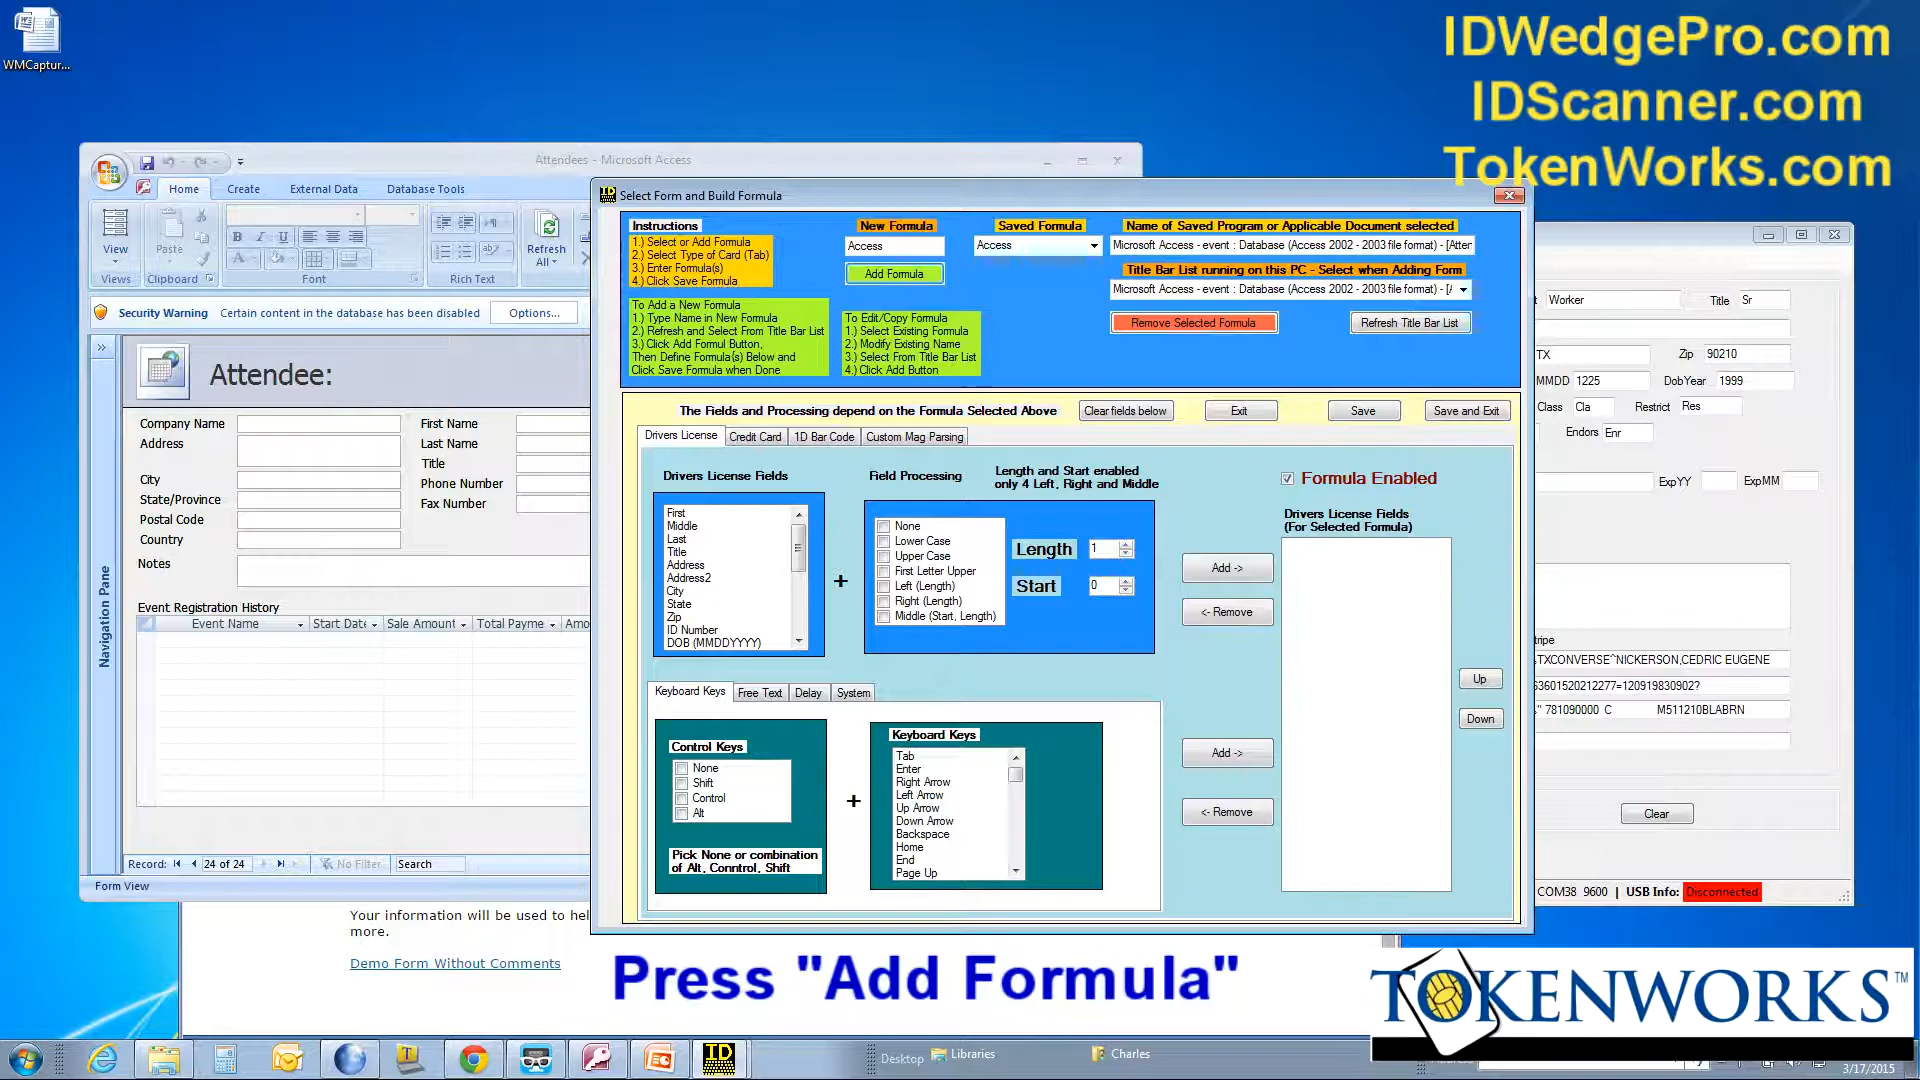 IDWedgePro.com
IDScanner.com
TokenWorks.com
WMCaptur...
Attendees - Microsoft Access
Home
Create
External Data
Database Tools
View
Views
Paste
Clipboard
B I U
Font
Rich Text
Refresh
All
Security Warning Certain content in the database has been disabled
Options...
Navigation Pane
Attendee:
Company Name
Address
City
State/Province
Postal Code
Country
Notes
First Name
Last Name
Title
Phone Number
Fax Number
Event Registration History
Event Name
Start Date
Sale Amount
Total Payme
Amo
Record: 24 of 24 No Filter Search
Form View
Your information will be used to hel
more.
Demo Form Without Comments
ID Select Form and Build Formula
Instructions
1.) Select or Add Formula
2.) Select Type of Card (Tab)
3.) Enter Formula(s)
4.) Click Save Formula
New Formula
Access
Add Formula
Saved Formula
Access
Name of Saved Program or Applicable Document selected
Microsoft Access - event : Database (Access 2002 - 2003 file format) - [Atter
Title Bar List running on this PC - Select when Adding Form
Microsoft Access - event : Database (Access 2002 - 2003 file format) - [
Remove Selected Formula
Refresh Title Bar List
To Add a New Formula
1.) Type Name in New Formula
2.) Refresh and Select From Title Bar List
3.) Click Add Formul Button,
Then Define Formula(s) Below and
Click Save Formula when Done
To Edit/Copy Formula
1.) Select Existing Formula
2.) Modify Existing Name
3.) Select From Title Bar List
4.) Click Add Button
The Fields and Processing depend on the Formula Selected Above
Clear fields below
Exit
Save
Save and Exit
Drivers License
Credit Card
1D Bar Code
Custom Mag Parsing
Drivers License Fields
First
Middle
Last
Title
Address
Address2
City
State
Zip
ID Number
DOB (MMDDYYYY)
+
Field Processing
Length and Start enabled
only 4 Left, Right and Middle
None
Lower Case
Upper Case
First Letter Upper
Left (Length)
Right (Length)
Middle (Start, Length)
Length 1
Start 0
Add ->
<- Remove
Formula Enabled
Drivers License Fields
(For Selected Formula)
Up
Down
Keyboard Keys
Free Text
Delay
System
Control Keys
None
Shift
Control
Alt
Pick None or combination
of Alt, Conntrol, Shift
+
Keyboard Keys
Tab
Enter
Right Arrow
Left Arrow
Up Arrow
Down Arrow
Backspace
Home
End
Page Up
Add ->
<- Remove
Worker Title Sr
TX Zip 90210
MMDD 1225 DobYear 1999
Class Cla Restrict Res
Endors Enr
ExpYY ExpMM
tripe
TXCONVERSE^NICKERSON,CEDRIC EUGENE
3601520212277=120919830902?
" 781090000 C M511210BLABRN
Clear
COM38 9600 | USB Info: Disconnected
Press "Add Formula"
TOKENWORKS™
ID
Desktop
Libraries
Charles
3/17/2015